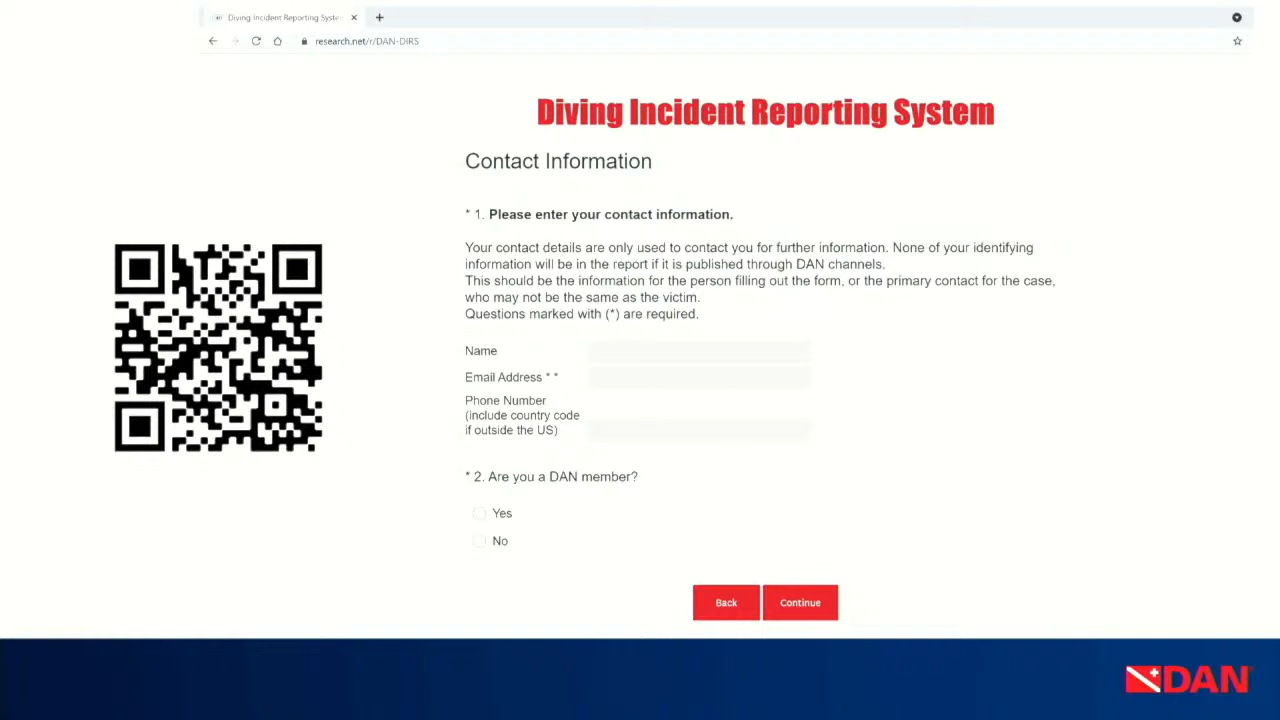 Diving Incident Reporting Syste
research.net/r/DAN-DIRS
Diving Incident Reporting System
Contact Information
* 1. Please enter your contact information.
Your contact details are only used to contact you for further information. None of your identifying
information will be in the report if it is published through DAN channels.
This should be the information for the person filling out the form, or the primary contact for the case,
who may not be the same as the victim.
Questions marked with (*) are required.
Name
Email Address * *
Phone Number
(include country code
if outside the US)
* 2. Are you a DAN member?
Yes
No
Back Continue
DAN